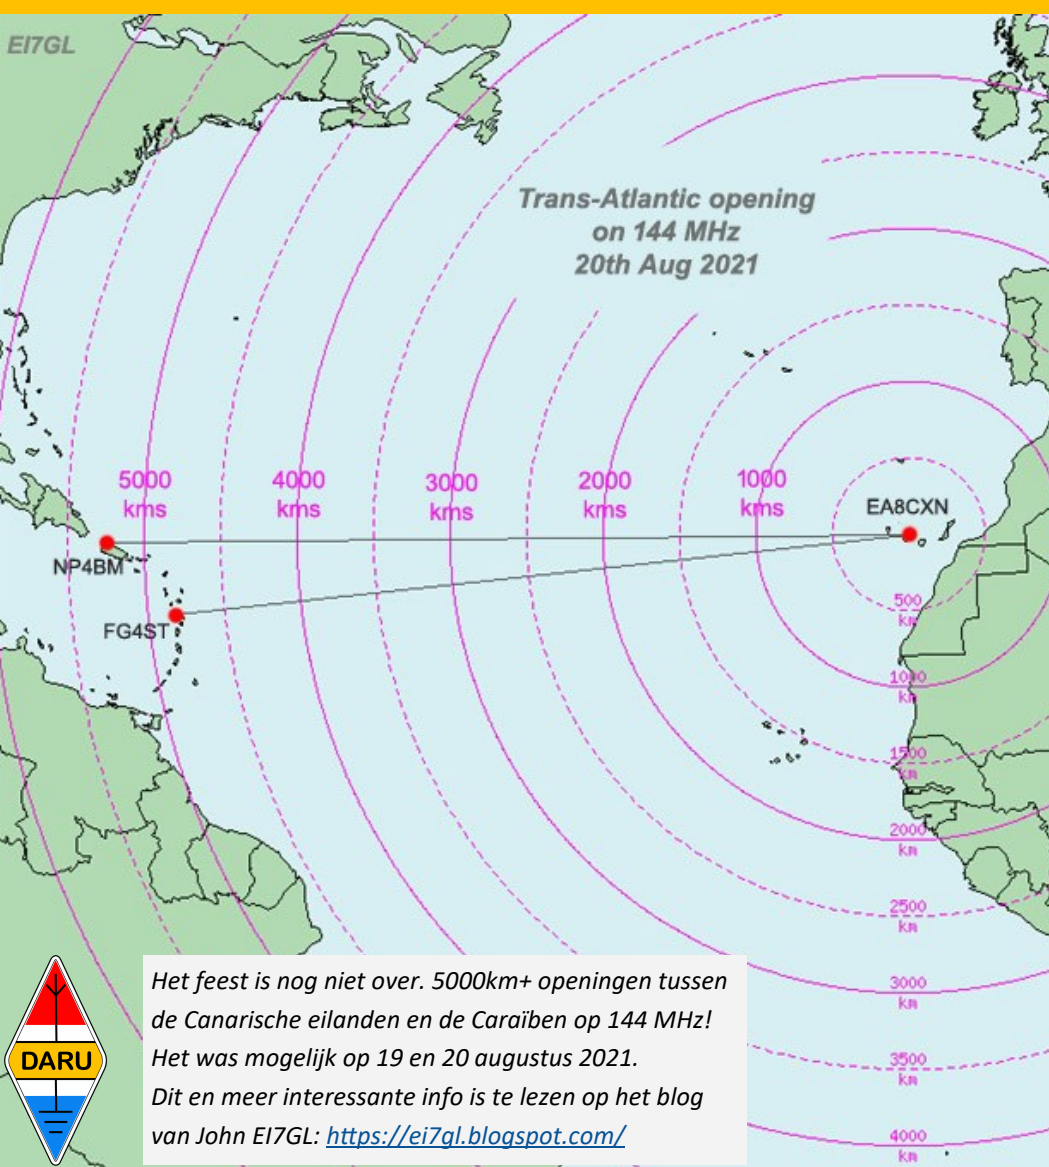 EI7GL
Trans-Atlantic opening
on 144 MHz
20th Aug 2021
5000
kms
4000
kms
3000
kms
2000
kms
1000
kms
EA8CXN
NP4BM
FG4ST
500
km
1000
km
1500
km
2000
km
2500
km
3000
km
3500
km
4000
km
DARU
Het feest is nog niet over. 5000km+ openingen tussen
de Canarische eilanden en de Caraïben op 144 MHz!
Het was mogelijk op 19 en 20 augustus 2021.
Dit en meer interessante info is te lezen op het blog
van John EI7GL: https://ei7gl.blogspot.com/